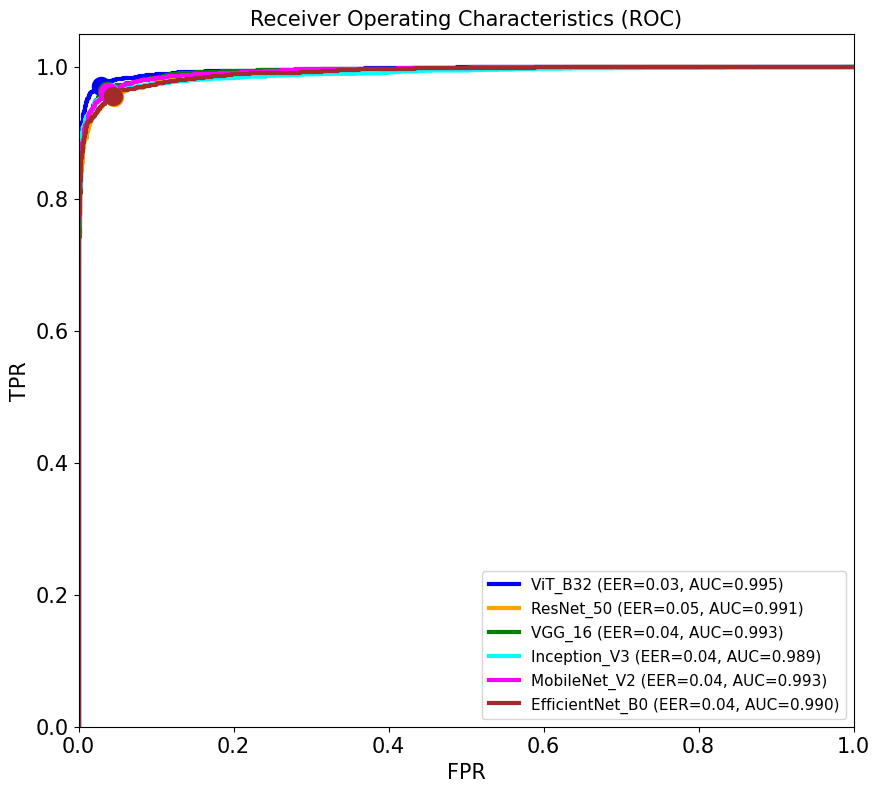 Receiver Operating Characteristics (ROC)
1.0
0.8
0.6
0.4
0.2
0.0
TPR
ViT_B32 (EER=0.03, AUC=0.995)
ResNet_50 (EER=0.05, AUC=0.991)
VGG_16 (EER=0.04, AUC=0.993)
Inception_V3 (EER=0.04, AUC=0.989)
MobileNet_V2 (EER=0.04, AUC=0.993)
EfficientNet_B0 (EER=0.04, AUC=0.990)
0.0 0.2 0.4 0.6 0.8 1.0
FPR